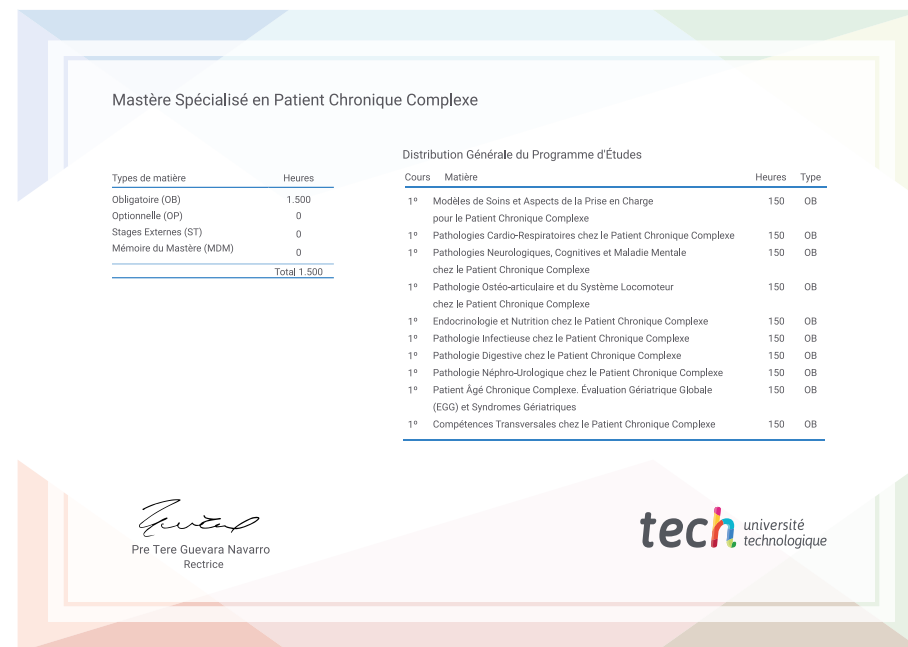 Mastère Spécialisé en Patient Chronique Complexe
Types de matière Heures
Obligatoire (OB) 1.500
Optionnelle (OP) 0
Stages Externes (ST) 0
Mémoire du Mastère (MDM) 0
Total 1.500
Distribution Générale du Programme d'Études
Cours Matière Heures Type
1º Modèles de Soins et Aspects de la Prise en Charge 150 OB
pour le Patient Chronique Complexe
1º Pathologies Cardio-Respiratoires chez le Patient Chronique Complexe 150 OB
1º Pathologies Neurologiques, Cognitives et Maladie Mentale 150 OB
chez le Patient Chronique Complexe
1º Pathologie Ostéo-articulaire et du Système Locomoteur 150 OB
chez le Patient Chronique Complexe
1º Endocrinologie et Nutrition chez le Patient Chronique Complexe 150 OB
1º Pathologie Infectieuse chez le Patient Chronique Complexe 150 OB
1º Pathologie Digestive chez le Patient Chronique Complexe 150 OB
1º Pathologie Néphro-Urologique chez le Patient Chronique Complexe 150 OB
1º Patient Âgé Chronique Complexe. Évaluation Gériatrique Globale 150 OB
(EGG) et Syndromes Gériatriques
1º Compétences Transversales chez le Patient Chronique Complexe 150 OB
Pre Tere Guevara Navarro
Rectrice
tech université
technologique